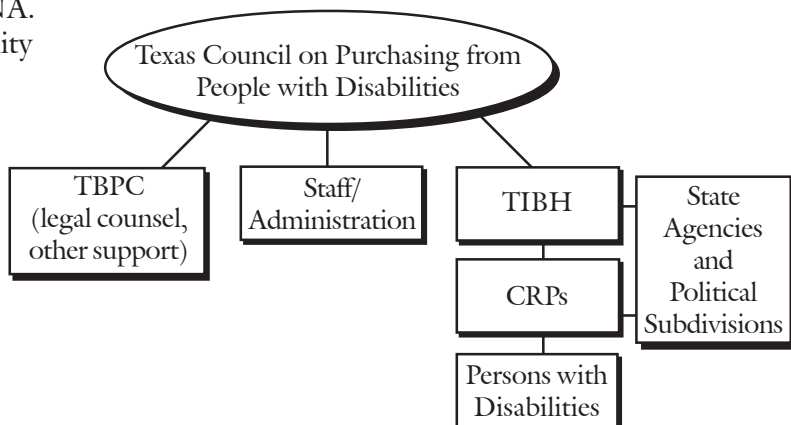 NA.
ity
Texas Council on Purchasing from
People with Disabilities
TBPC
(legal counsel,
other support)
Staff/
Administration
TIBH
State
Agencies
and
Political
Subdivisions
CRPs
Persons with
Disabilities